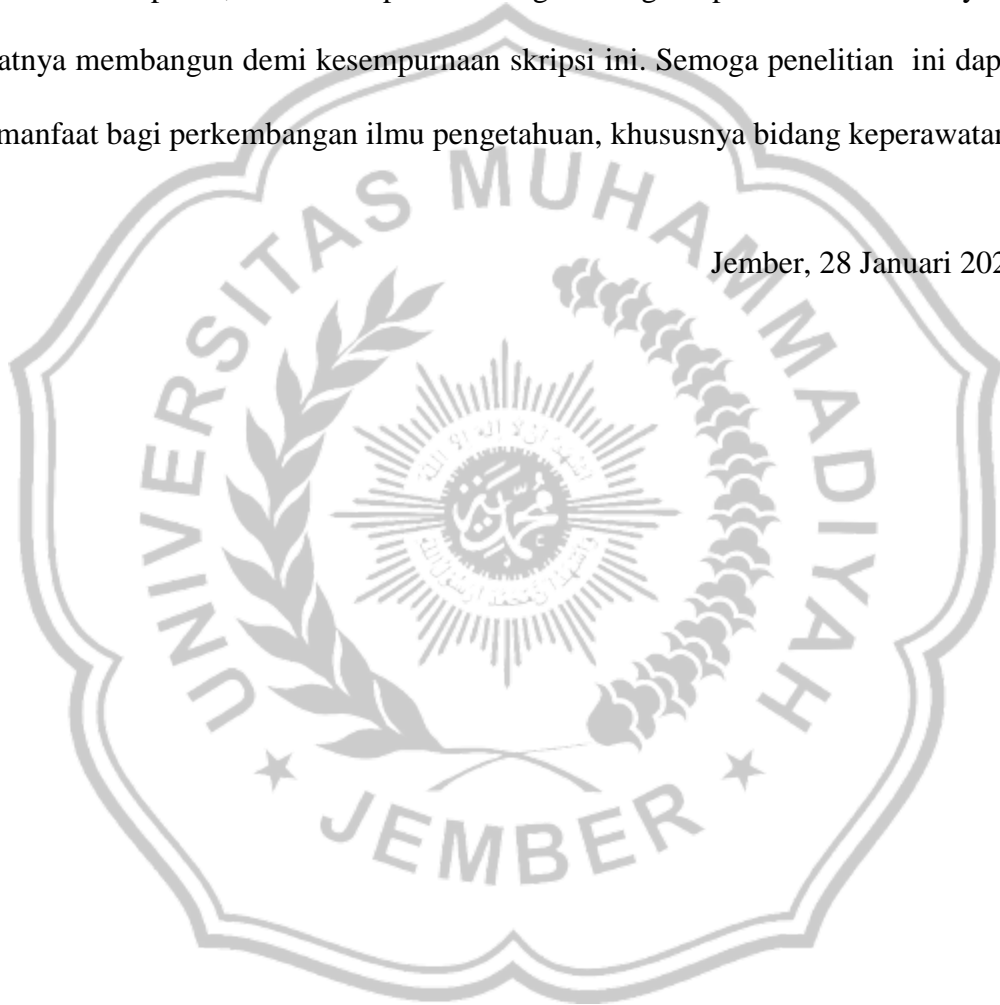 atnya membangun demi kesempurnaan skripsi ini. Semoga penelitian ini dap
manfaat bagi perkembangan ilmu pengetahuan, khususnya bidang keperawatan
Jember, 28 Januari 202
UNIVERSITAS MUHAMMADIYAH
JEMBER